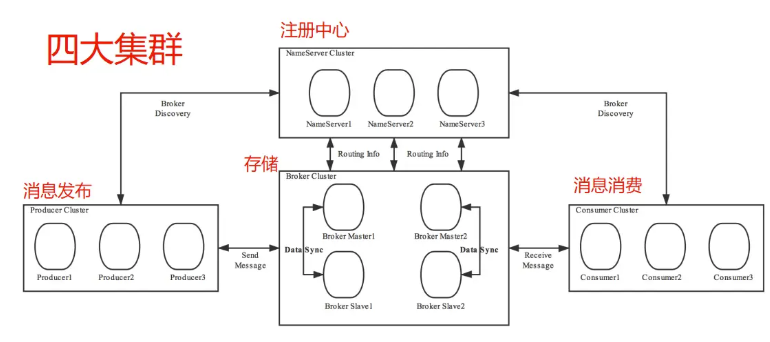 四大集群
注册中心
NameServer Cluster
NameServer1
NameServer2
NameServer3
Broker
Discovery
Broker
Discovery
Routing Info
Routing Info
存储
Broker Cluster
Broker Master1
Broker Master2
Data Sync
Data Sync
Broker Slave1
Broker Slave2
消息发布
Producer Cluster
Producer1
Producer2
Producer3
Send
Message
Receive
Message
消息消费
Consumer Cluster
Consumer1
Consumer2
Consumer3